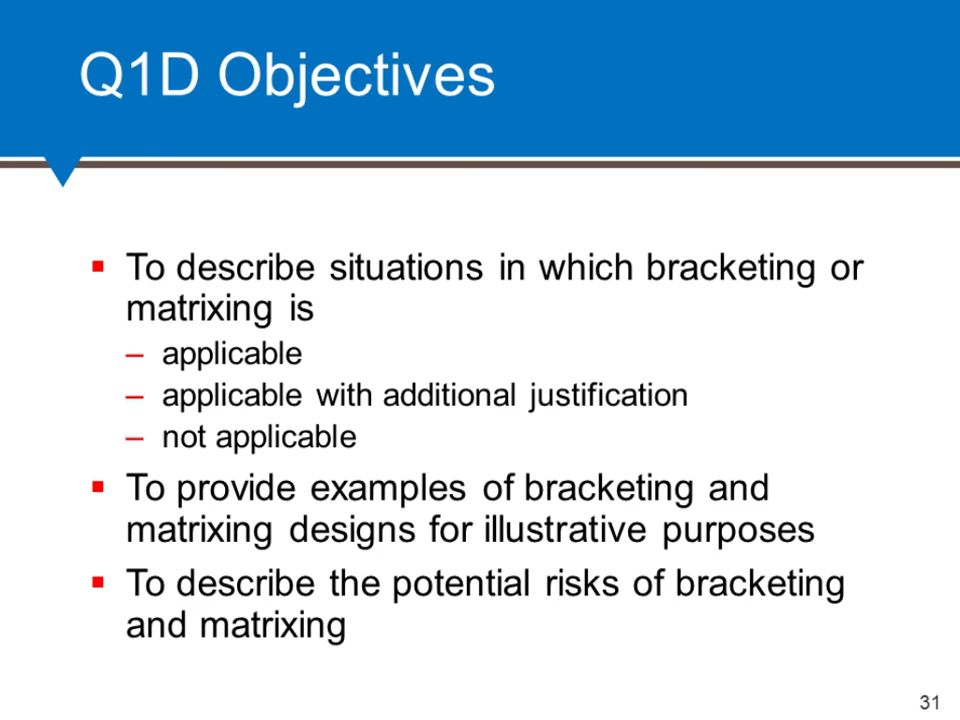 Q1D Objectives
▪ To describe situations in which bracketing or
matrixing is
– applicable
– applicable with additional justification
– not applicable
▪ To provide examples of bracketing and
matrixing designs for illustrative purposes
▪ To describe the potential risks of bracketing
and matrixing
31